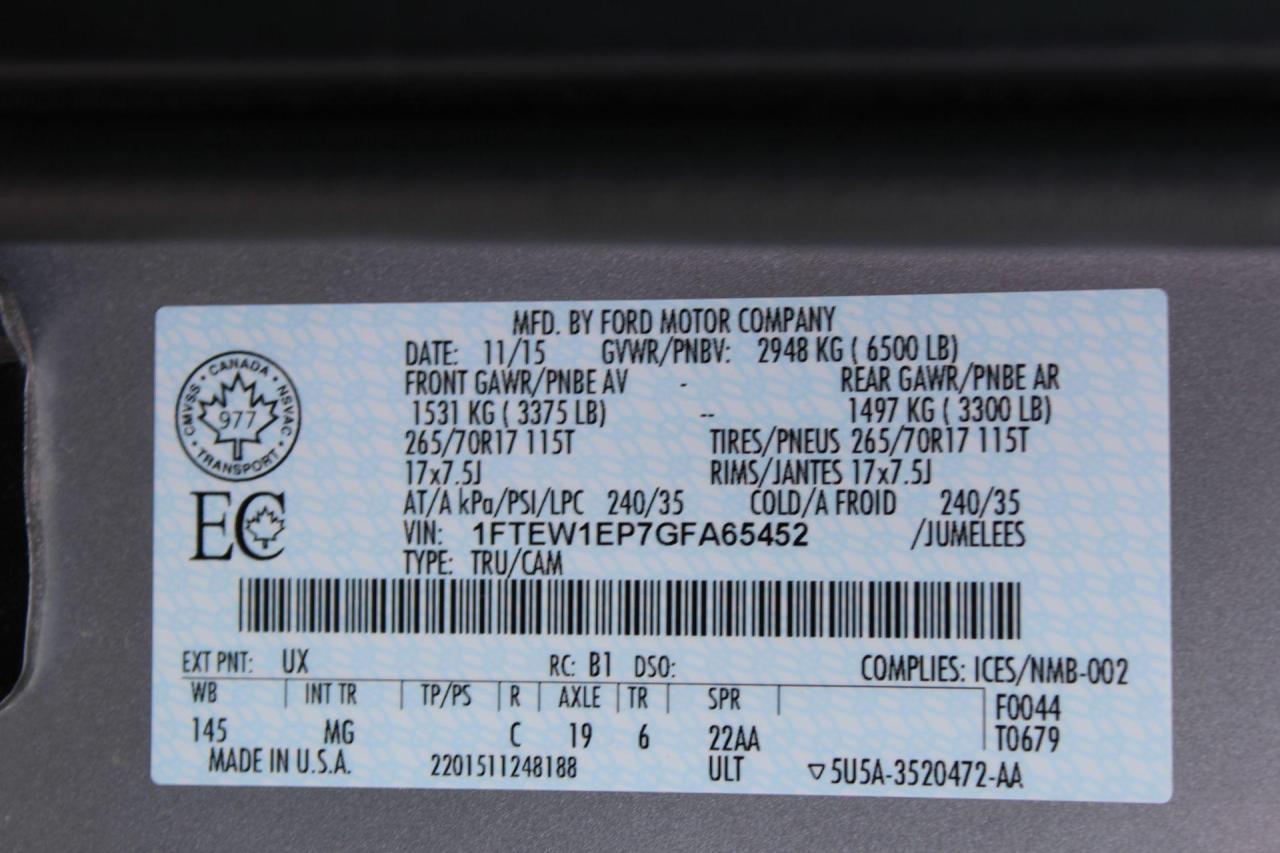 MFD. BY FORD MOTOR COMPANY
DATE: 11/15 GVWR/PNBV: 2948 KG ( 6500 LB)
FRONT GAWR/PNBE AV - REAR GAWR/PNBE AR
1531 KG ( 3375 LB) -- 1497 KG ( 3300 LB)
265/70R17 115T TIRES/PNEUS 265/70R17 115T
17x7.5J RIMS/JANTES 17x7.5J
AT/A kPa/PSI/LPC 240/35 COLD/A FROID 240/35
VIN: 1FTEW1EP7GFA65452 /JUMELEES
TYPE: TRU/CAM
CANADA
CMVSS 977 NSVAC
TRANSPORT
EC
EXT PNT: UX RC: B1 DSO: COMPLIES: ICES/NMB-002
WB INT TR TP/PS R AXLE TR SPR F0044
145 MG C 19 6 22AA T0679
MADE IN U.S.A. 2201511248188 ULT ▽5U5A-3520472-AA